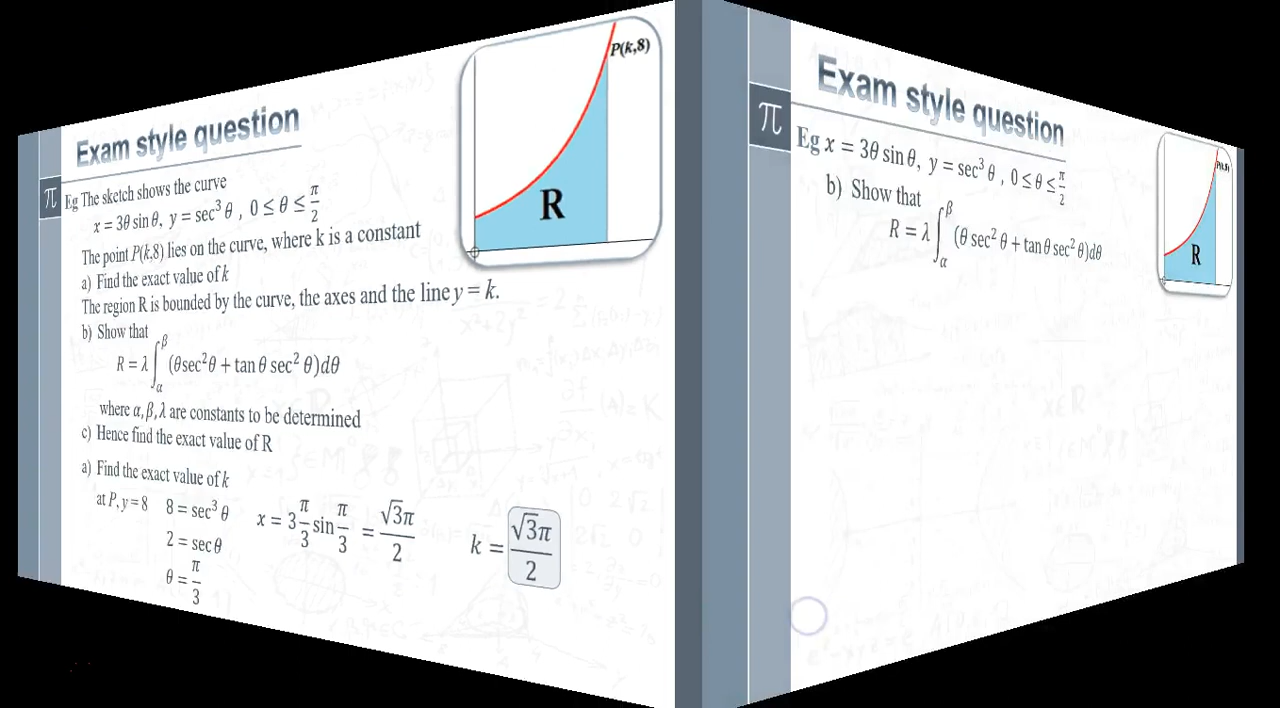 Exam style question
π
Eg The sketch shows the curve
x = 3θ sin θ, y = sec³ θ , 0 ≤ θ ≤ π/2
The point P(k,8) lies on the curve, where k is a constant
a) Find the exact value of k
The region R is bounded by the curve, the axes and the line y = k.
b) Show that
R = λ ∫_α^β (θsec²θ + tan θ sec² θ)dθ
where α, β, λ are constants to be determined
c) Hence find the exact value of R
a) Find the exact value of k
at P, y = 8 8 = sec³ θ x = 3 π/3 sin π/3 = √3π/2 k = √3π/2
2 = sec θ
θ = π/3
P(k,8)
R
Exam style question
π
Eg x = 3θ sin θ, y = sec³ θ , 0 ≤ θ ≤ π/2
b) Show that
R = λ ∫_α^β (θ sec² θ + tan θ sec² θ)dθ
P(k,8)
R